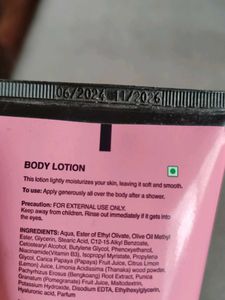 06/2024 11/2026
BODY LOTION
This lotion lightly moisturizes your skin, leaving it soft and smooth.
To use: Apply generously all over the body after a shower.
Precaution: FOR EXTERNAL USE ONLY.
Keep away from children. Rinse out immediately if it gets into the
eyes.
INGREDIENTS: Aqua, Ester of Ethyl Olivate, Olive Oil Methyl
Ester, Glycerin, Stearic Acid, C12-15 Alkyl Benzoate,
Cetostearyl Alcohol, Butylene Glycol, Phenoxyethanol,
Niacinamide(Vitamin B3), Isopropyl Myristate, Propylene
Glycol, Carica Papaya (Papaya) Fruit Juice, Citrus Limon
(Lemon) Juice, Limonia Acidissima (Thanaka) wood powder,
Pachyrhizus Erosus (Bengkoang) Root Extract, Punica
Granatum (Pomegranate) Fruit Extract, Maltodextrin,
Potassium Hydroxide, Disodium EDTA, Ethylhexylglycerin,
Hyaluronic acid, Parfum